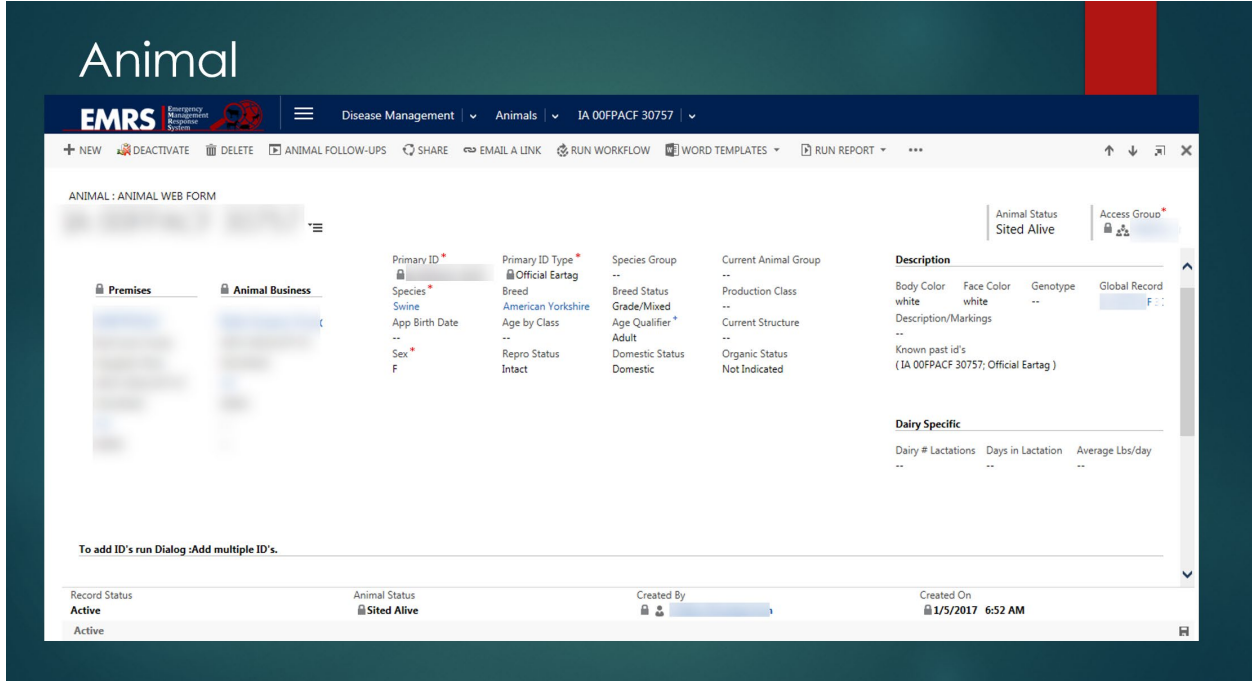 Animal
EMRS Emergency Management Response System
Disease Management Animals IA 00FPACF 30757
NEW DEACTIVATE DELETE ANIMAL FOLLOW-UPS SHARE EMAIL A LINK RUN WORKFLOW WORD TEMPLATES RUN REPORT ...
ANIMAL : ANIMAL WEB FORM
Animal Status Access Group*
Sited Alive
Primary ID* Primary ID Type* Species Group Current Animal Group Description
Official Eartag -- --
Premises Animal Business
Species* Breed Breed Status Production Class
Swine American Yorkshire Grade/Mixed --
Body Color Face Color Genotype Global Record
white white --
App Birth Date Age by Class Age Qualifier* Current Structure
-- -- Adult --
Description/Markings
--
Sex* Repro Status Domestic Status Organic Status
F Intact Domestic Not Indicated
Known past id's
( IA 00FPACF 30757; Official Eartag )
Dairy Specific
Dairy # Lactations Days in Lactation Average Lbs/day
-- -- --
To add ID's run Dialog :Add multiple ID's.
Record Status Animal Status Created By Created On
Active Sited Alive 1/5/2017 6:52 AM
Active